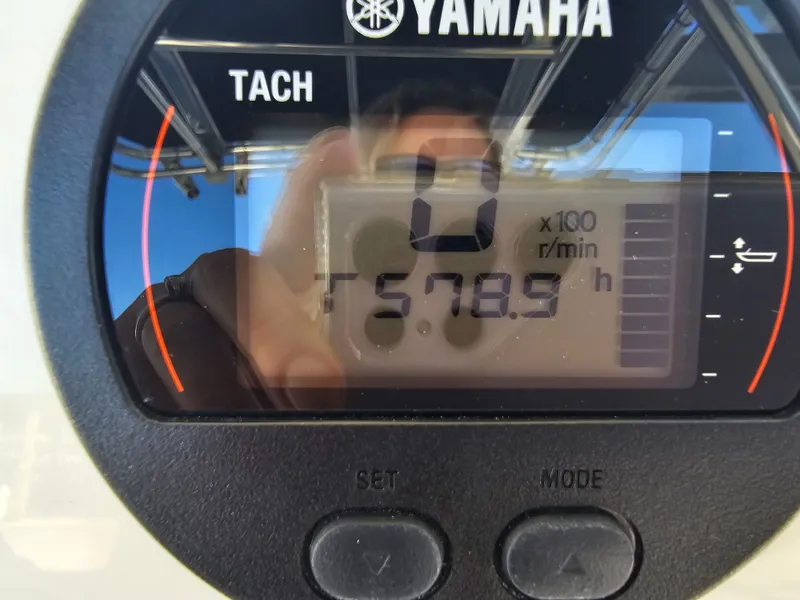 YAMAHA
TACH
0
x100
r/min
T 578.9 h
SET MODE